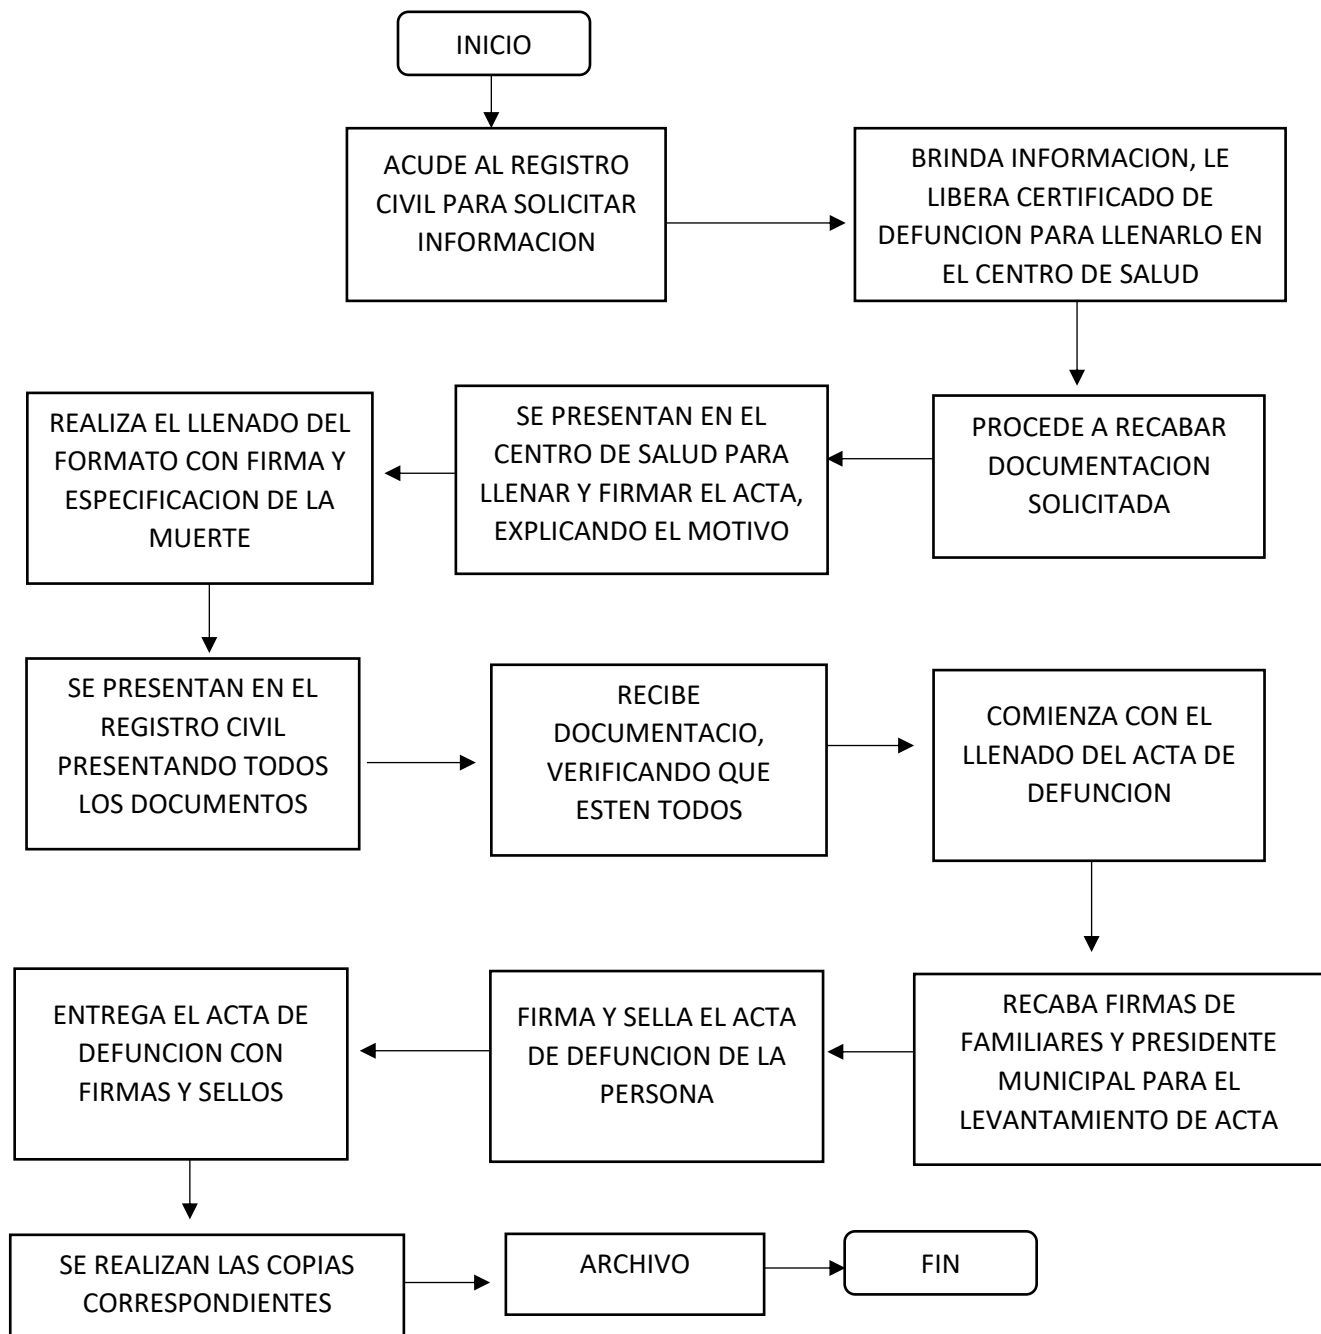 INICIO
ACUDE AL REGISTRO
CIVIL PARA SOLICITAR
INFORMACION
BRINDA INFORMACION, LE
LIBERA CERTIFICADO DE
DEFUNCION PARA LLENARLO EN
EL CENTRO DE SALUD
PROCEDE A RECABAR
DOCUMENTACION
SOLICITADA
SE PRESENTAN EN EL
CENTRO DE SALUD PARA
LLENAR Y FIRMAR EL ACTA,
EXPLICANDO EL MOTIVO
REALIZA EL LLENADO DEL
FORMATO CON FIRMA Y
ESPECIFICACION DE LA
MUERTE
SE PRESENTAN EN EL
REGISTRO CIVIL
PRESENTANDO TODOS
LOS DOCUMENTOS
RECIBE
DOCUMENTACIO,
VERIFICANDO QUE
ESTEN TODOS
COMIENZA CON EL
LLENADO DEL ACTA DE
DEFUNCION
RECABA FIRMAS DE
FAMILIARES Y PRESIDENTE
MUNICIPAL PARA EL
LEVANTAMIENTO DE ACTA
FIRMA Y SELLA EL ACTA
DE DEFUNCION DE LA
PERSONA
ENTREGA EL ACTA DE
DEFUNCION CON
FIRMAS Y SELLOS
SE REALIZAN LAS COPIAS
CORRESPONDIENTES
ARCHIVO
FIN